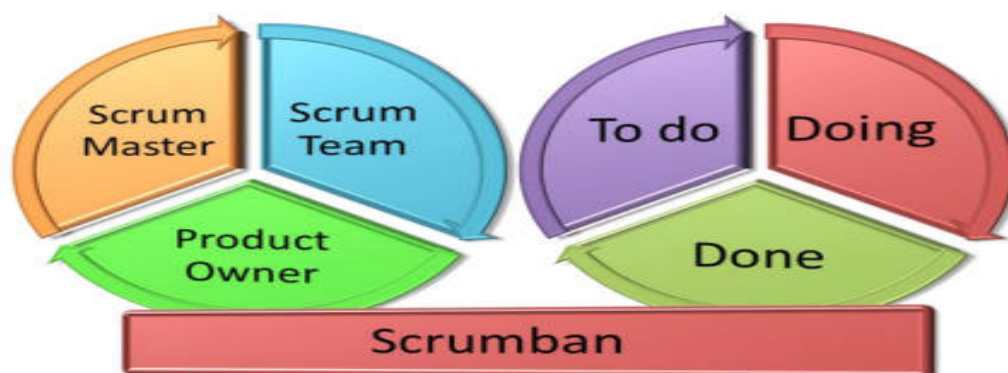 Scrum
Master
Scrum
Team
Product
Owner
To do
Doing
Done
Scrumban